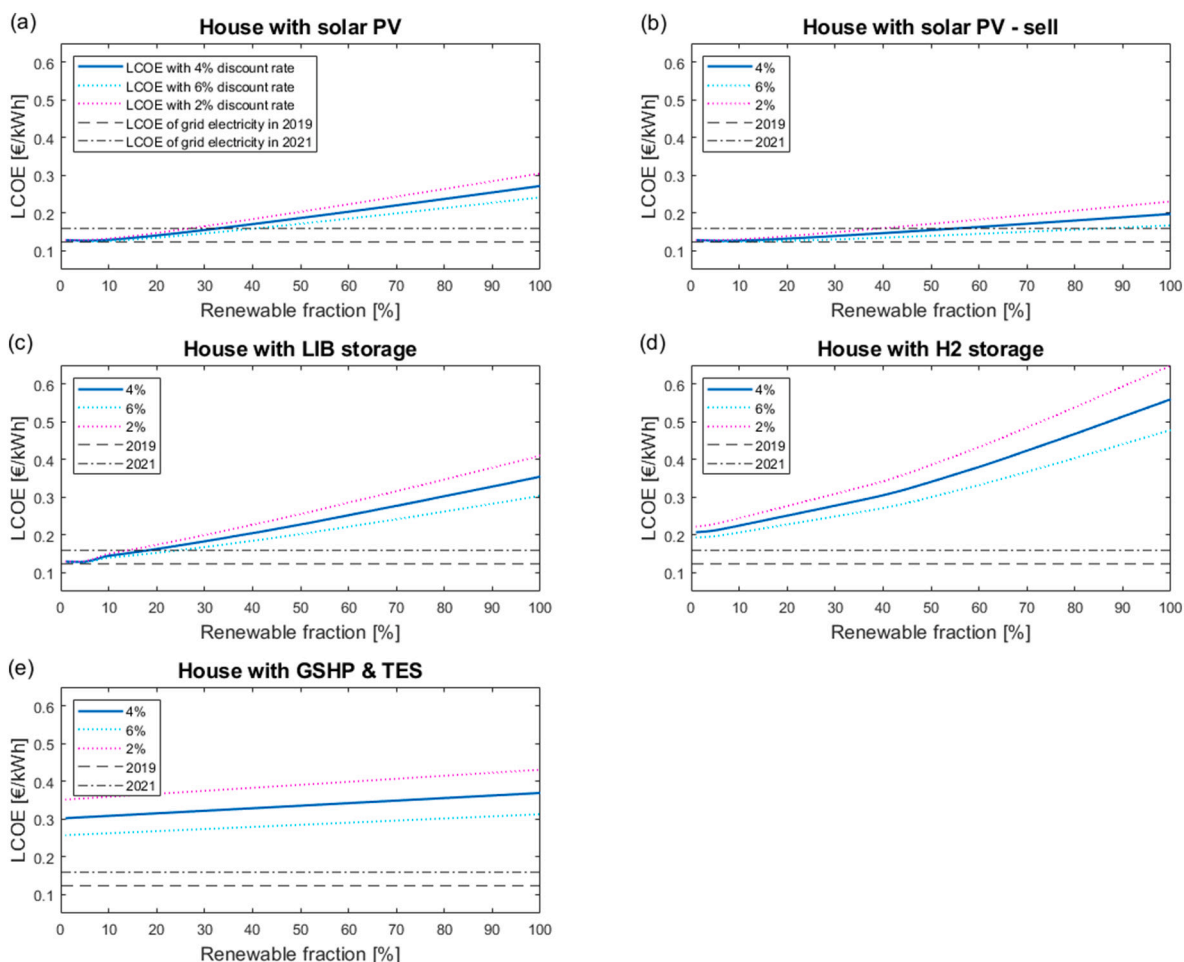 (a)
House with solar PV
LCOE [€/kWh]
0.6
0.5
0.4
0.3
0.2
0.1
LCOE with 4% discount rate
LCOE with 6% discount rate
LCOE with 2% discount rate
LCOE of grid electricity in 2019
LCOE of grid electricity in 2021
0 10 20 30 40 50 60 70 80 90 100
Renewable fraction [%]
(b)
House with solar PV - sell
LCOE [€/kWh]
0.6
0.5
0.4
0.3
0.2
0.1
4%
6%
2%
2019
2021
0 10 20 30 40 50 60 70 80 90 100
Renewable fraction [%]
(c)
House with LIB storage
LCOE [€/kWh]
0.6
0.5
0.4
0.3
0.2
0.1
4%
6%
2%
2019
2021
0 10 20 30 40 50 60 70 80 90 100
Renewable fraction [%]
(d)
House with H2 storage
LCOE [€/kWh]
0.6
0.5
0.4
0.3
0.2
0.1
4%
6%
2%
2019
2021
0 10 20 30 40 50 60 70 80 90 100
Renewable fraction [%]
(e)
House with GSHP & TES
LCOE [€/kWh]
0.6
0.5
0.4
0.3
0.2
0.1
4%
6%
2%
2019
2021
0 10 20 30 40 50 60 70 80 90 100
Renewable fraction [%]